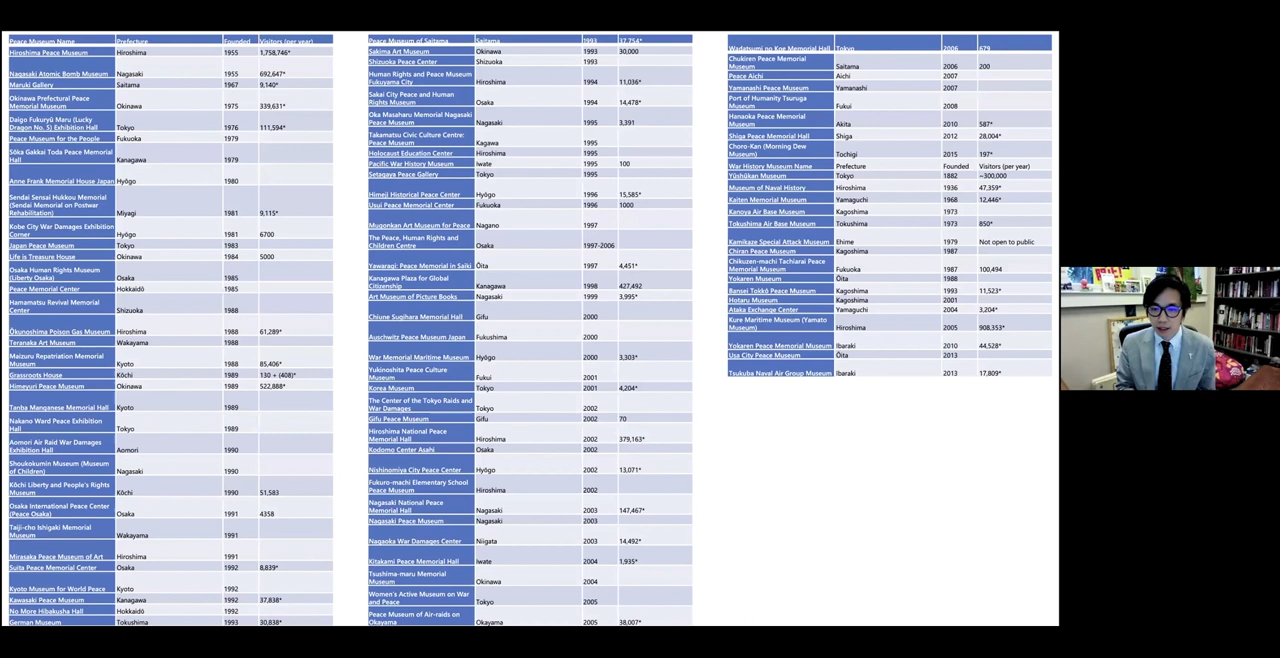 Peace Museum Name Prefecture Founded Visitors (per year)
Hiroshima Peace Museum Hiroshima 1955 1,758,746*
Nagasaki Atomic Bomb Museum Nagasaki 1955 692,647*
Maruki Gallery Saitama 1967 9,140*
Okinawa Prefectural Peace
Memorial Museum Okinawa 1975 339,631*
Daigo Fukuryū Maru (Lucky
Dragon No. 5) Exhibition Hall Tokyo 1976 111,594*
Peace Museum for the People Fukuoka 1979
Sōka Gakkai Toda Peace Memorial
Hall Kanagawa 1979
Anne Frank Memorial House Japan Hyōgo 1980
Sendai Sensai Hukkou Memorial
(Sendai Memorial on Postwar
Rehabilitation) Miyagi 1981 9,115*
Kobe City War Damages Exhibition
Corner Hyōgo 1981 6700
Japan Peace Museum Tokyo 1983
Life is Treasure House Okinawa 1984 5000
Osaka Human Rights Museum
(Liberty Osaka) Osaka 1985
Peace Memorial Center Hokkaidō 1985
Hamamatsu Revival Memorial
Center Shizuoka 1988
Ōkunoshima Poison Gas Museum Hiroshima 1988 61,289*
Teranaka Art Museum Wakayama 1988
Maizuru Repatriation Memorial
Museum Kyoto 1988 85,406*
Grassroots House Kōchi 1989 130 + (408)*
Himeyuri Peace Museum Okinawa 1989 522,888*
Tanba Manganese Memorial Hall Kyoto 1989
Nakano Ward Peace Exhibition
Hall Tokyo 1989
Aomori Air Raid War Damages
Exhibition Hall Aomori 1990
Shoukokumin Museum (Museum
of Children) Nagasaki 1990
Kōchi Liberty and People's Rights
Museum Kōchi 1990 51,583
Osaka International Peace Center
(Peace Osaka) Osaka 1991 4358
Taiji-cho Ishigaki Memorial
Museum Wakayama 1991
Mirasaka Peace Museum of Art Hiroshima 1991
Suita Peace Memorial Center Osaka 1992 8,839*
Kyoto Museum for World Peace Kyoto 1992
Kawasaki Peace Museum Kanagawa 1992 37,838*
No More Hibakusha Hall Hokkaidō 1992
German Museum Tokushima 1993 30,838*
Peace Museum of Saitama Saitama 1993 37,754*
Sakima Art Museum Okinawa 1993 30,000
Shizuoka Peace Center Shizuoka 1993
Human Rights and Peace Museum
Fukuyama City Hiroshima 1994 11,036*
Sakai City Peace and Human
Rights Museum Osaka 1994 14,478*
Oka Masaharu Memorial Nagasaki
Peace Museum Nagasaki 1995 3,391
Takamatsu Civic Culture Centre:
Peace Museum Kagawa 1995
Holocaust Education Center Hiroshima 1995
Pacific War History Museum Iwate 1995 100
Setagaya Peace Gallery Tokyo 1995
Himeji Historical Peace Center Hyōgo 1996 15,585*
Usui Peace Memorial Center Fukuoka 1996 1000
Mugonkan Art Museum for Peace Nagano 1997
The Peace, Human Rights and
Children Centre Osaka 1997-2006
Yawaragi: Peace Memorial in Saiki Ōita 1997 4,451*
Kanagawa Plaza for Global
Citizenship Kanagawa 1998 427,492
Art Museum of Picture Books Nagasaki 1999 3,995*
Chiune Sugihara Memorial Hall Gifu 2000
Auschwitz Peace Museum Japan Fukushima 2000
War Memorial Maritime Museum Hyōgo 2000 3,303*
Yukinoshita Peace Culture
Museum Fukui 2001
Korea Museum Tokyo 2001 4,204*
The Center of the Tokyo Raids and
War Damages Tokyo 2002
Gifu Peace Museum Gifu 2002 70
Hiroshima National Peace
Memorial Hall Hiroshima 2002 379,163*
Kodomo Center Asahi Osaka 2002
Nishinomiya City Peace Center Hyōgo 2002 13,071*
Fukuro-machi Elementary School
Peace Museum Hiroshima 2002
Nagasaki National Peace
Memorial Hall Nagasaki 2003 147,467*
Nagasaki Peace Museum Nagasaki 2003
Nagaoka War Damages Center Niigata 2003 14,492*
Kitakami Peace Memorial Hall Iwate 2004 1,935*
Tsushima-maru Memorial
Museum Okinawa 2004
Women's Active Museum on War
and Peace Tokyo 2005
Peace Museum of Air-raids on
Okayama Okayama 2005 38,007*
Wadatsumi no Koe Memorial Hall Tokyo 2006 679
Chukiren Peace Memorial
Museum Saitama 2006 200
Peace Aichi Aichi 2007
Yamanashi Peace Museum Yamanashi 2007
Port of Humanity Tsuruga
Museum Fukui 2008
Hanaoka Peace Memorial
Museum Akita 2010 587*
Shiga Peace Memorial Hall Shiga 2012 28,004*
Choro-Kan (Morning Dew
Museum) Tochigi 2015 197*
War History Museum Name Prefecture Founded Visitors (per year)
Yūshūkan Museum Tokyo 1882 ~300,000
Museum of Naval History Hiroshima 1936 47,359*
Kaiten Memorial Museum Yamaguchi 1968 12,446*
Kanoya Air Base Museum Kagoshima 1973
Tokushima Air Base Museum Tokushima 1973 850*
Kamikaze Special Attack Museum Ehime 1979 Not open to public
Chiran Peace Museum Kagoshima 1987
Chikuzen-machi Tachiarai Peace
Memorial Museum Fukuoka 1987 100,494
Yokaren Museum Ōita 1988
Bansei Tokkō Peace Museum Kagoshima 1993 11,523*
Hotaru Museum Kagoshima 2001
Ataka Exchange Center Yamaguchi 2004 3,204*
Kure Maritime Museum (Yamato
Museum) Hiroshima 2005 908,353*
Yokaren Peace Memorial Museum Ibaraki 2010 44,528*
Usa City Peace Museum Ōita 2013
Tsukuba Naval Air Group Museum Ibaraki 2013 17,809*